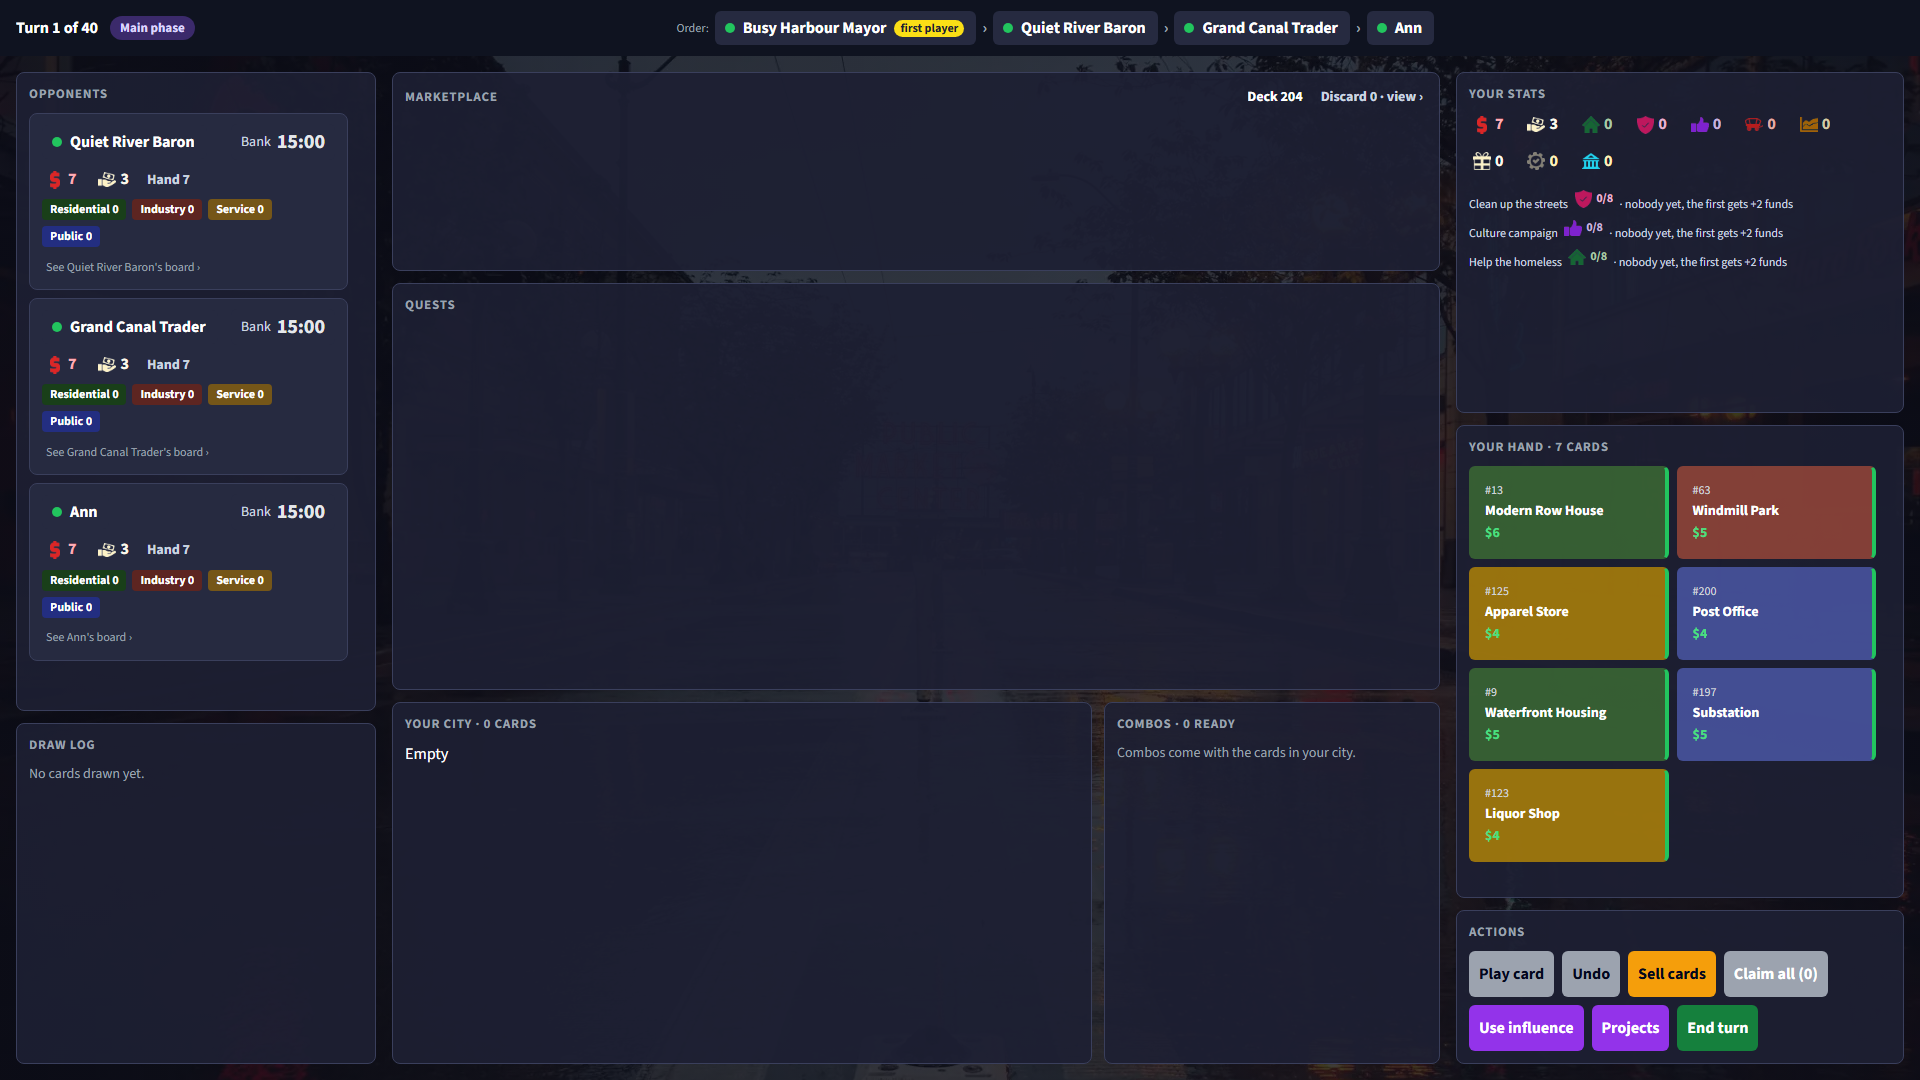 Turn 1 of 40 Main phase
Order: Busy Harbour Mayor first player › Quiet River Baron › Grand Canal Trader › Ann
OPPONENTS
Quiet River Baron Bank 15:00
7 3 Hand 7
Residential 0 Industry 0 Service 0
Public 0
See Quiet River Baron's board ›
Grand Canal Trader Bank 15:00
7 3 Hand 7
Residential 0 Industry 0 Service 0
Public 0
See Grand Canal Trader's board ›
Ann Bank 15:00
7 3 Hand 7
Residential 0 Industry 0 Service 0
Public 0
See Ann's board ›
DRAW LOG
No cards drawn yet.
MARKETPLACE Deck 204 Discard 0 · view ›
QUESTS
YOUR CITY · 0 CARDS
Empty
COMBOS · 0 READY
Combos come with the cards in your city.
YOUR STATS
7 3 0 0 0 0 0
0 0 0
Clean up the streets 0/8 · nobody yet, the first gets +2 funds
Culture campaign 0/8 · nobody yet, the first gets +2 funds
Help the homeless 0/8 · nobody yet, the first gets +2 funds
YOUR HAND · 7 CARDS
#13
Modern Row House
$6
#63
Windmill Park
$5
#125
Apparel Store
$4
#200
Post Office
$4
#9
Waterfront Housing
$5
#197
Substation
$5
#123
Liquor Shop
$4
ACTIONS
Play card Undo Sell cards Claim all (0)
Use influence Projects End turn